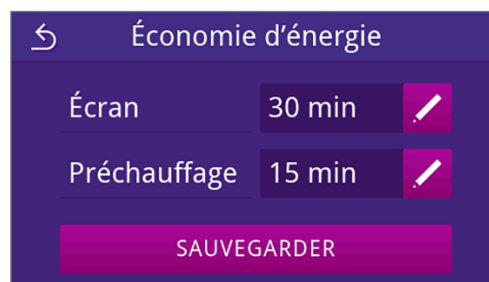 Économie d’énergie
Écran 30 min
Préchauffage 15 min
SAUVEGARDER